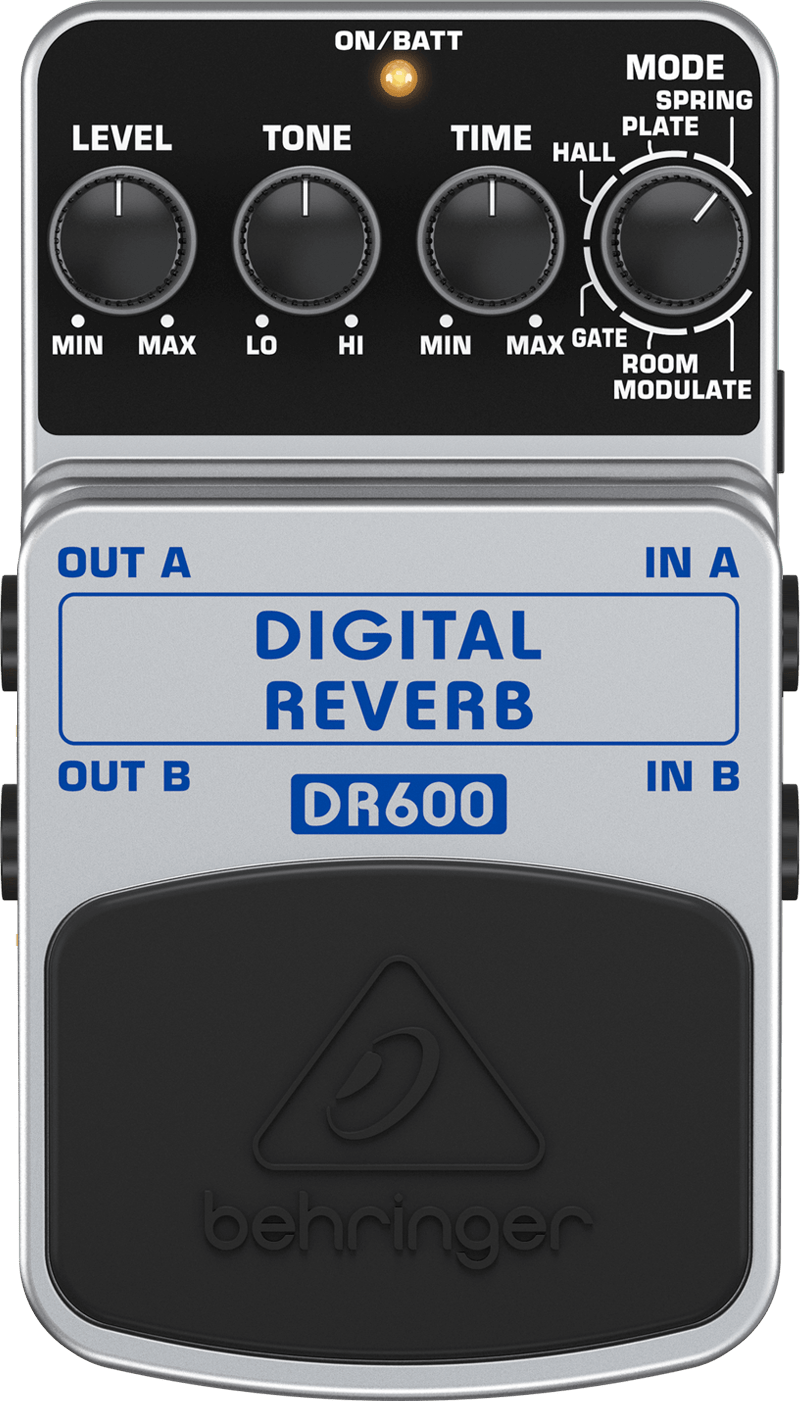 ON/BATT
MODE
SPRING
PLATE
LEVEL
TONE
TIME
HALL
MIN
MAX
LO
HI
MIN
MAX
GATE
ROOM
MODULATE
OUT A
IN A
DIGITAL
REVERB
OUT B
IN B
DR600
behringer